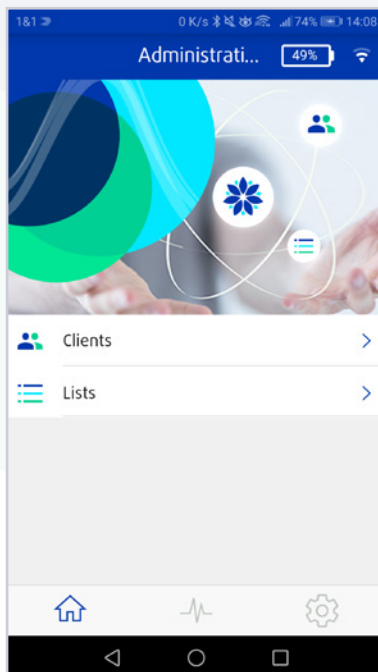 1&1 0 K/s 74% 14:08
Administrati... 49%
Clients
Lists